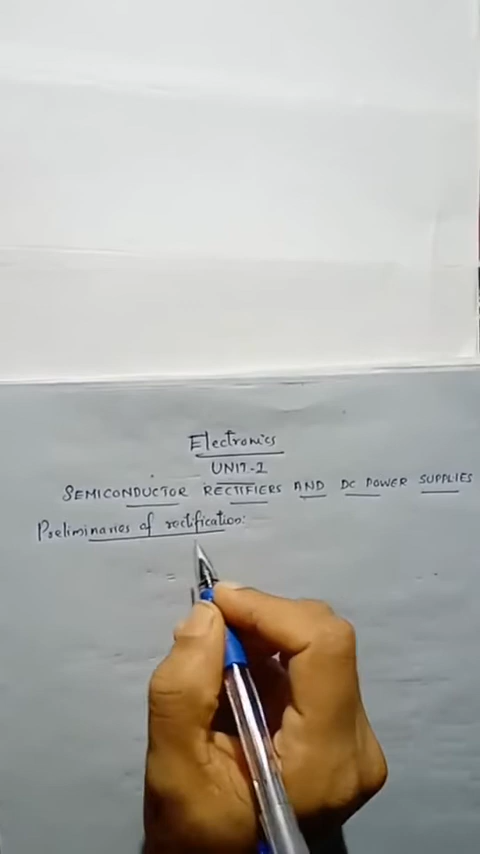 Electronics
UNIT-1
SEMICONDUCTOR RECTIFIERS AND DC POWER SUPPLIES
Preliminaries of rectification: